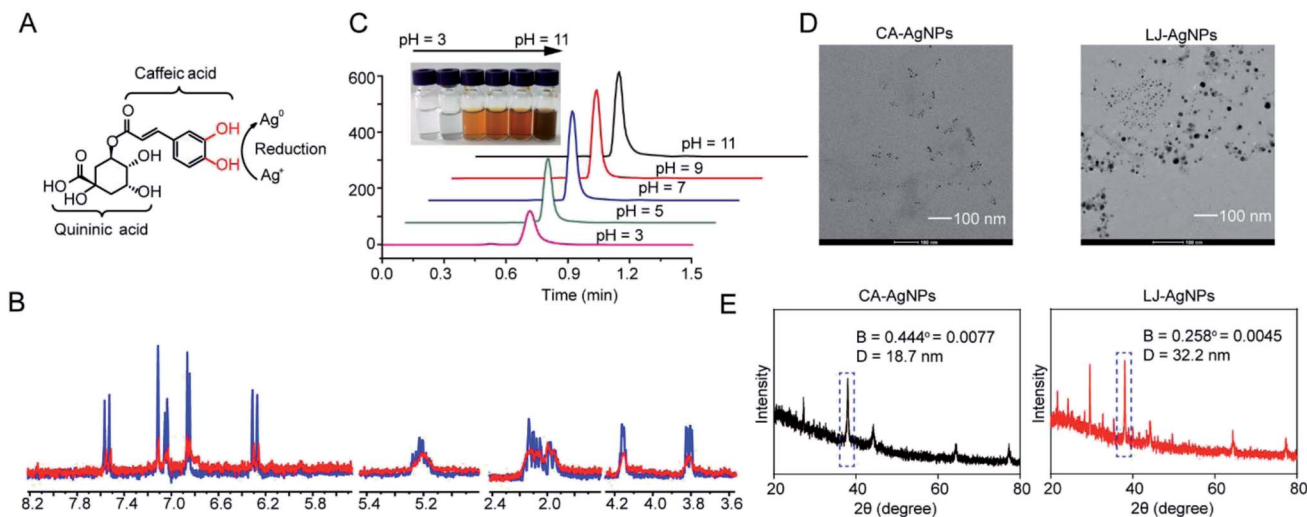 A
Caffeic acid
O
OH
OH
Ag⁰
Reduction
Ag⁺
O
O
OH
HO
HO
OH
Quininic acid
B
8.2 7.8 7.4 7.0 6.6 6.2 5.8 5.4 5.2 2.4 2.0 4.2 4.0 3.8 3.6
C
pH = 3 pH = 11
600
400
200
0
pH = 11
pH = 9
pH = 7
pH = 5
pH = 3
0.0 0.3 0.6 0.9 1.2 1.5
Time (min)
D
CA-AgNPs
100 nm
100 nm
LJ-AgNPs
100 nm
100 nm
E
CA-AgNPs
B = 0.444° = 0.0077
D = 18.7 nm
Intensity
20 40 60 80
2θ (degree)
LJ-AgNPs
B = 0.258° = 0.0045
D = 32.2 nm
Intensity
20 40 60 80
2θ (degree)